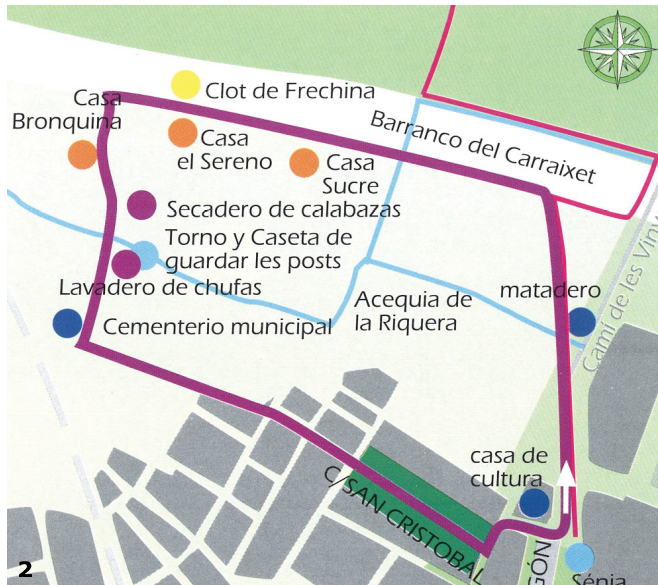 Clot de Frechina
Casa
Bronquina
Casa
el Sereno
Casa
Sucre
Barranco del Carraixet
Secadero de calabazas
Torno y Caseta de
guardar les posts
Lavadero de chufas
Cementerio municipal
Acequia de
la Riquera
matadero
Camí de les Viny
casa de
cultura
C/SAN CRISTOBAL
GÓN
Sénia
2